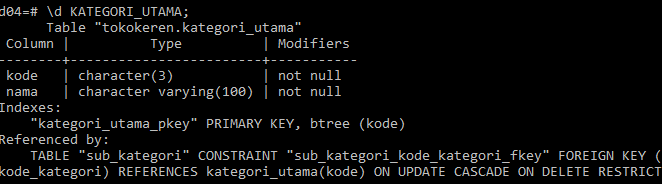 d04=# \d KATEGORI_UTAMA;
     Table "tokokeren.kategori_utama"
 Column |          Type          | Modifiers
--------+------------------------+-----------
 kode   | character(3)           | not null
 nama   | character varying(100) | not null
Indexes:
    "kategori_utama_pkey" PRIMARY KEY, btree (kode)
Referenced by:
    TABLE "sub_kategori" CONSTRAINT "sub_kategori_kode_kategori_fkey" FOREIGN KEY (
kode_kategori) REFERENCES kategori_utama(kode) ON UPDATE CASCADE ON DELETE RESTRICT